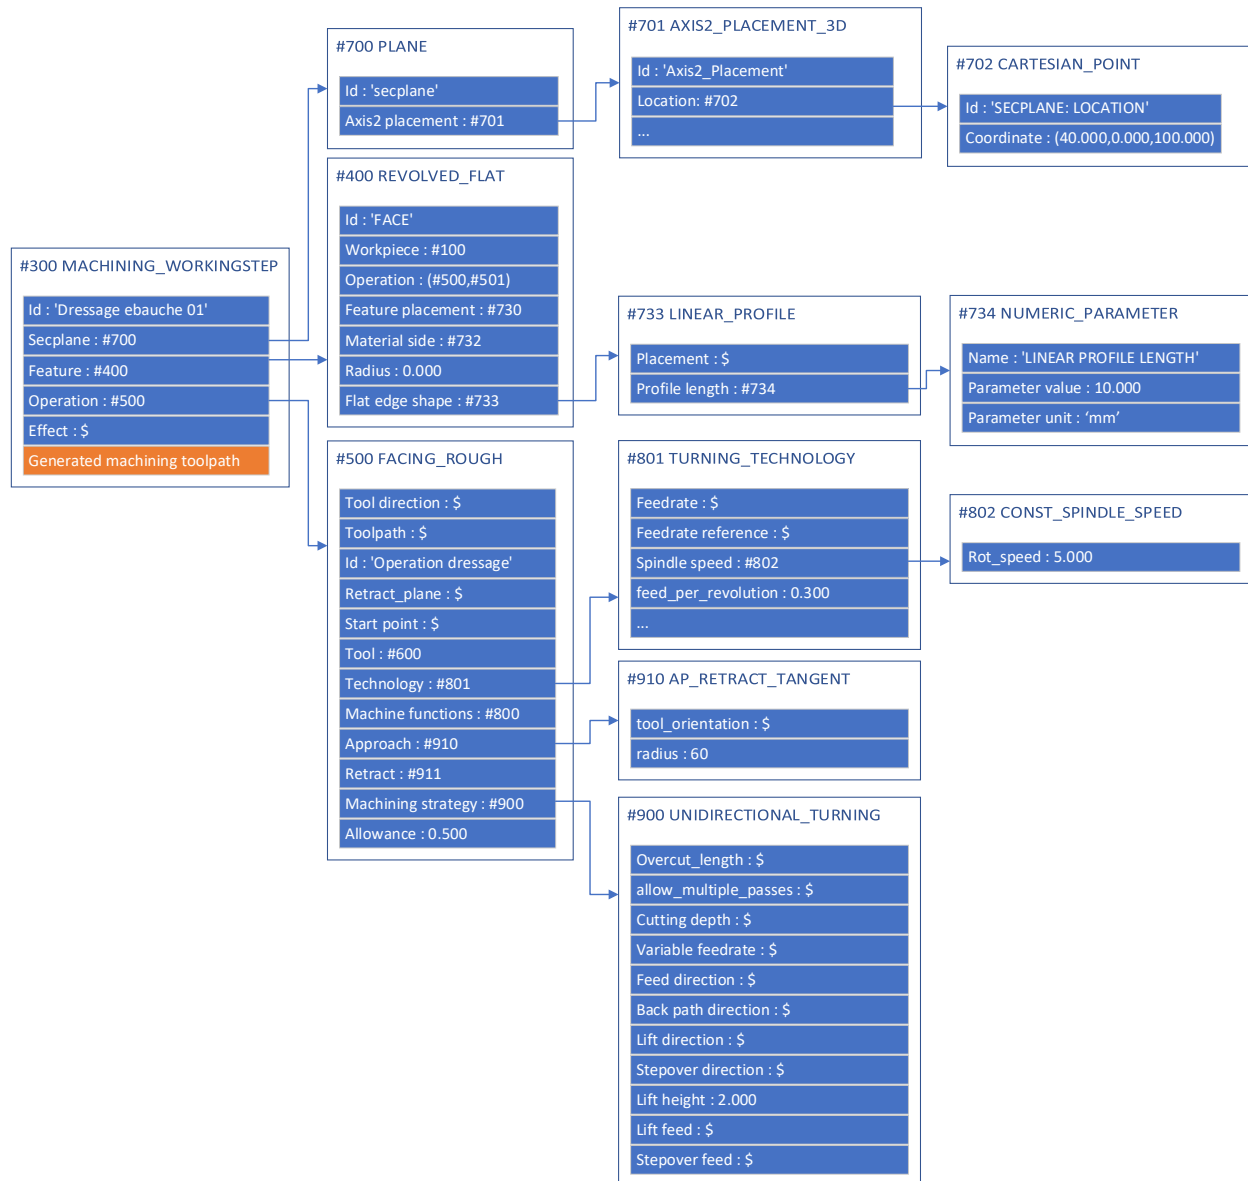 #300 MACHINING_WORKINGSTEP
Id : 'Dressage ebauche 01'
Secplane : #700
Feature : #400
Operation : #500
Effect : $
Generated machining toolpath
#700 PLANE
Id : 'secplane'
Axis2 placement : #701
#400 REVOLVED_FLAT
Id : 'FACE'
Workpiece : #100
Operation : (#500,#501)
Feature placement : #730
Material side : #732
Radius : 0.000
Flat edge shape : #733
#500 FACING_ROUGH
Tool direction : $
Toolpath : $
Id : 'Operation dressage'
Retract_plane : $
Start point : $
Tool : #600
Technology : #801
Machine functions : #800
Approach : #910
Retract : #911
Machining strategy : #900
Allowance : 0.500
#701 AXIS2_PLACEMENT_3D
Id : 'Axis2_Placement'
Location: #702
...
#733 LINEAR_PROFILE
Placement : $
Profile length : #734
#801 TURNING_TECHNOLOGY
Feedrate : $
Feedrate reference : $
Spindle speed : #802
feed_per_revolution : 0.300
...
#910 AP_RETRACT_TANGENT
tool_orientation : $
radius : 60
#900 UNIDIRECTIONAL_TURNING
Overcut_length : $
allow_multiple_passes : $
Cutting depth : $
Variable feedrate : $
Feed direction : $
Back path direction : $
Lift direction : $
Stepover direction : $
Lift height : 2.000
Lift feed : $
Stepover feed : $
#702 CARTESIAN_POINT
Id : 'SECPLANE: LOCATION'
Coordinate : (40.000,0.000,100.000)
#734 NUMERIC_PARAMETER
Name : 'LINEAR PROFILE LENGTH'
Parameter value : 10.000
Parameter unit : ‘mm’
#802 CONST_SPINDLE_SPEED
Rot_speed : 5.000